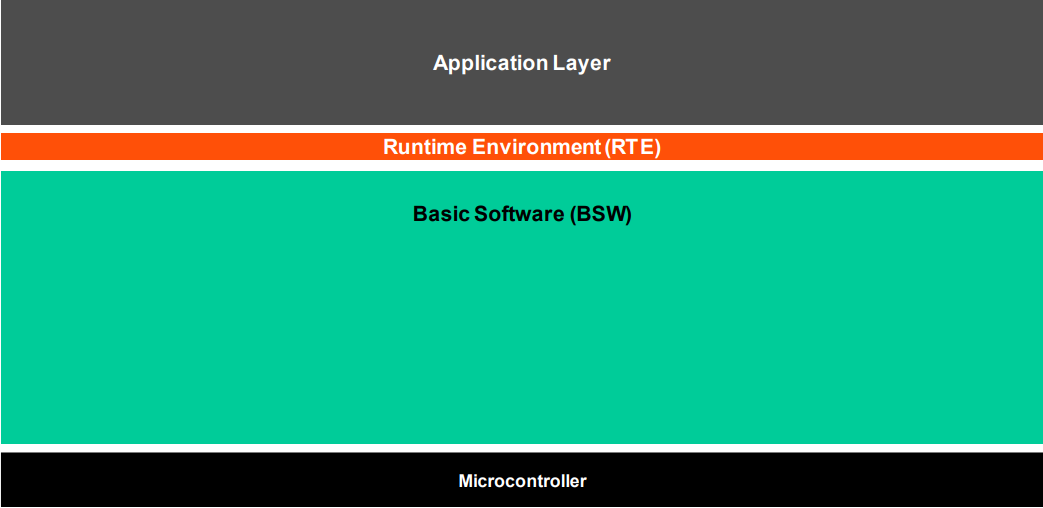 Application Layer
Runtime Environment (RTE)
Basic Software (BSW)
Microcontroller